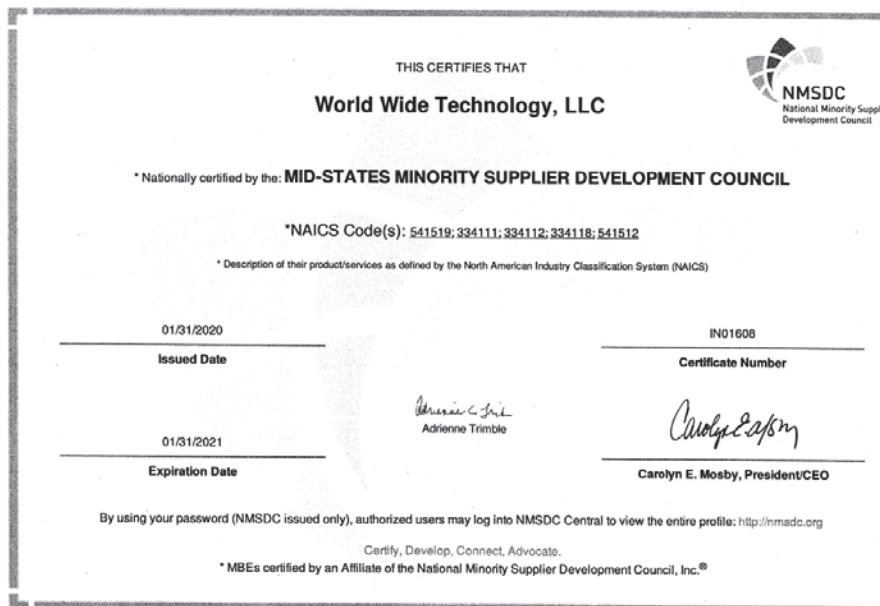 THIS CERTIFIES THAT
World Wide Technology, LLC
NMSDC
National Minority Suppl
Development Council
* Nationally certified by the: MID-STATES MINORITY SUPPLIER DEVELOPMENT COUNCIL
*NAICS Code(s): 541519; 334111; 334112; 334118; 541512
* Description of their product/services as defined by the North American Industry Classification System (NAICS)
01/31/2020
Issued Date
IN01608
Certificate Number
Adrienne Trimble
01/31/2021
Expiration Date
Carolyn E. Mosby, President/CEO
By using your password (NMSDC issued only), authorized users may log into NMSDC Central to view the entire profile: http://nmsdc.org
Certify, Develop, Connect, Advocate.
* MBEs certified by an Affiliate of the National Minority Supplier Development Council, Inc.®